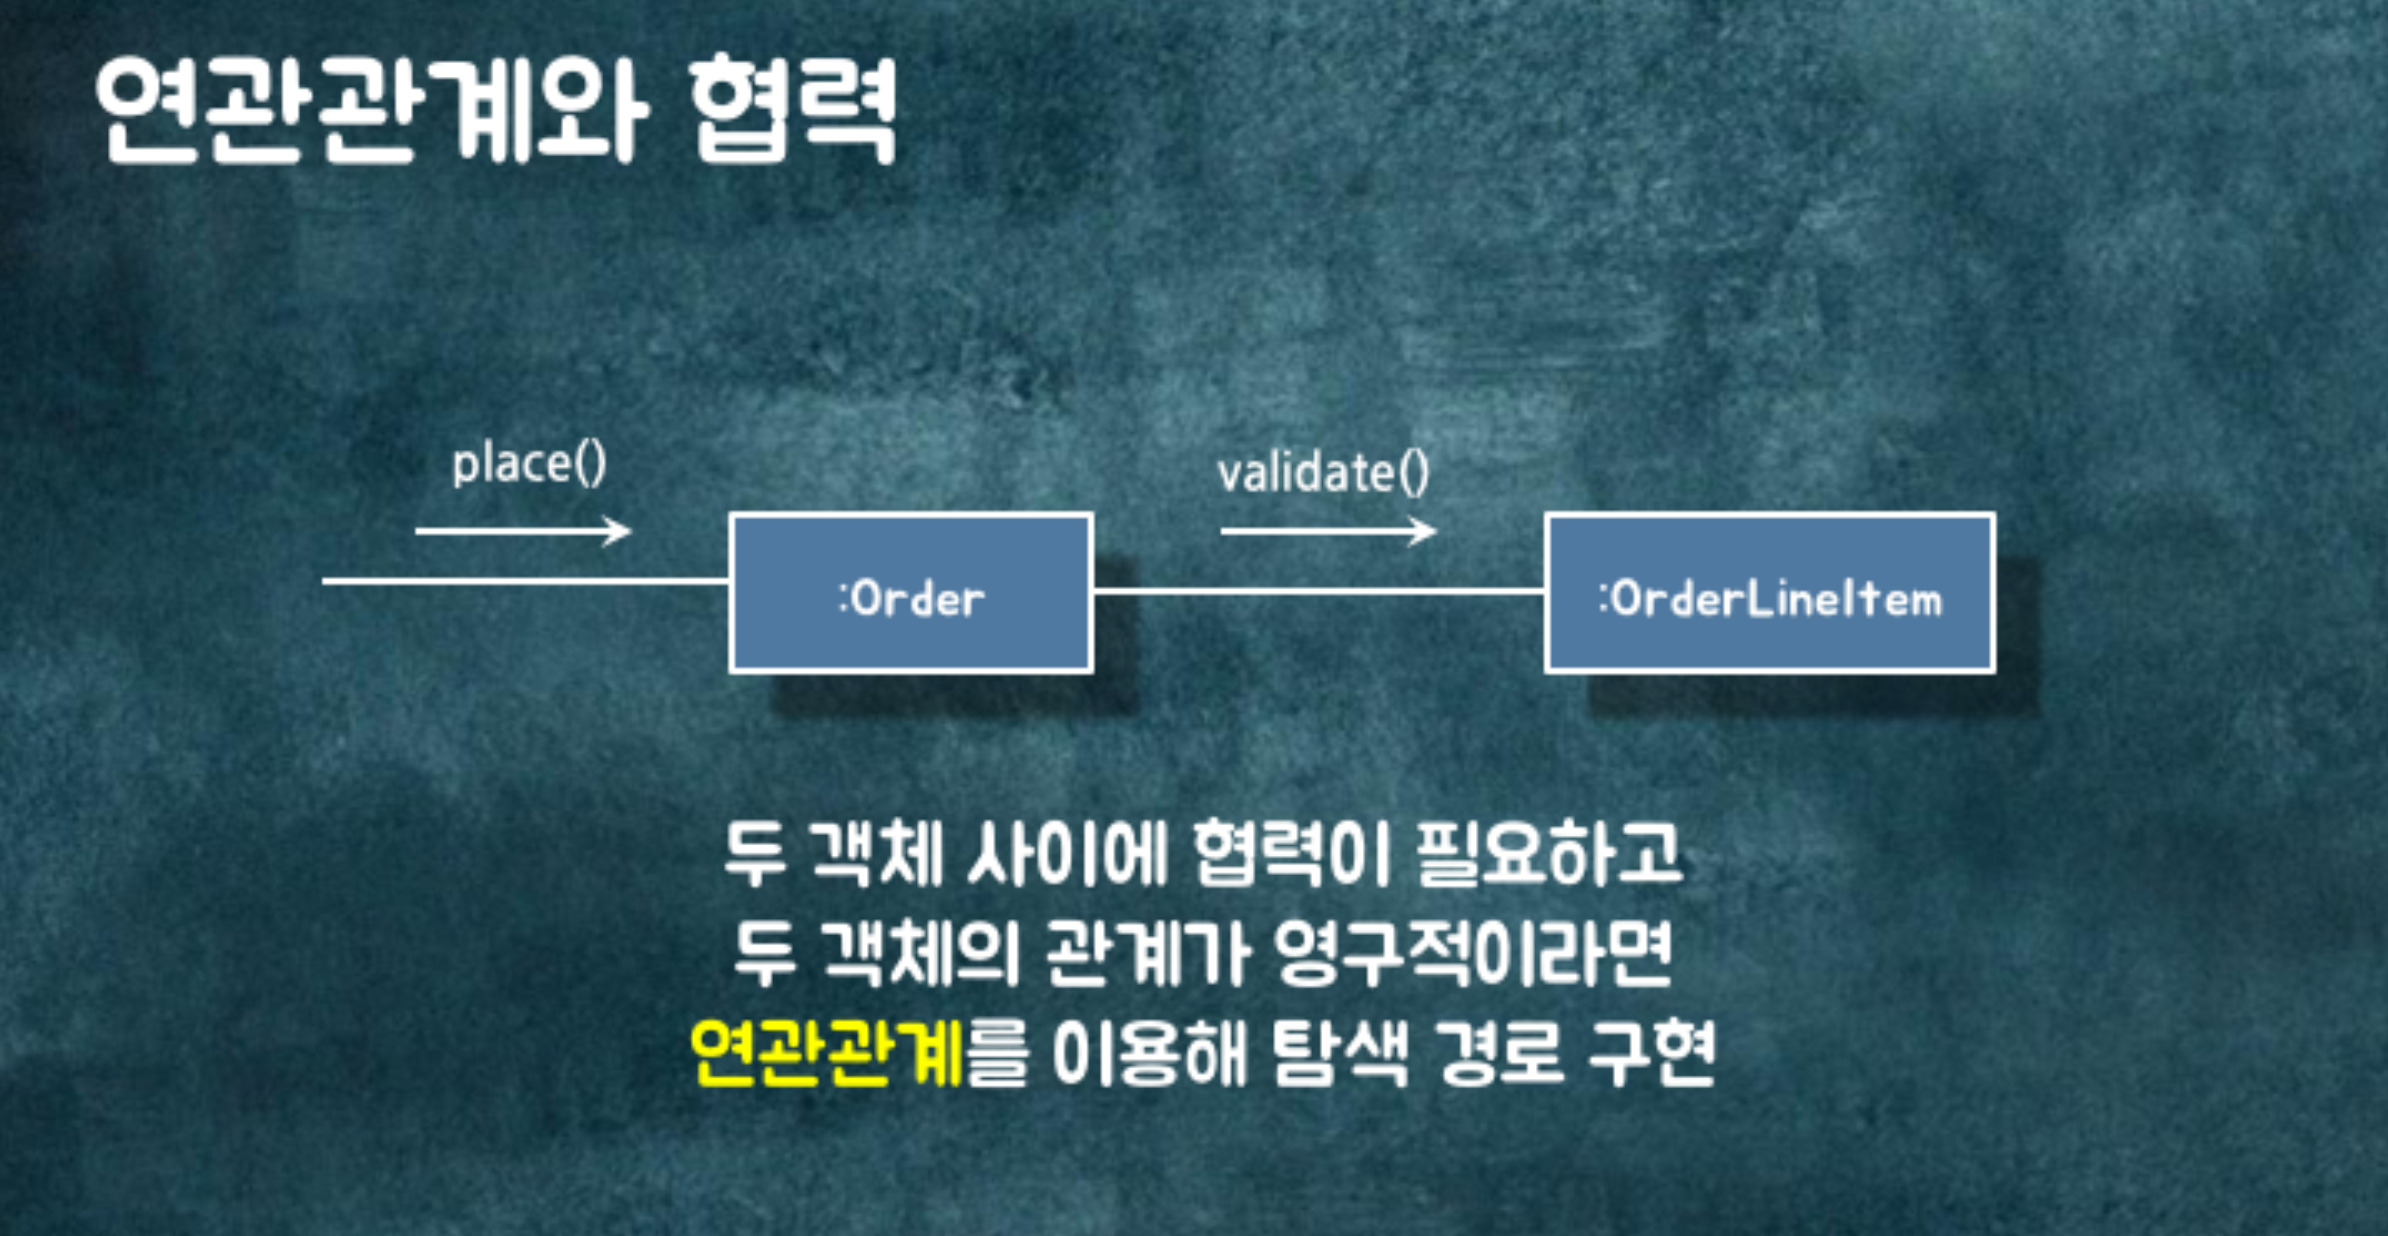 연관관계와 협력
place()
validate()
:Order
:OrderLineItem
두 객체 사이에 협력이 필요하고
두 객체의 관계가 영구적이라면
연관관계를 이용해 탐색 경로 구현